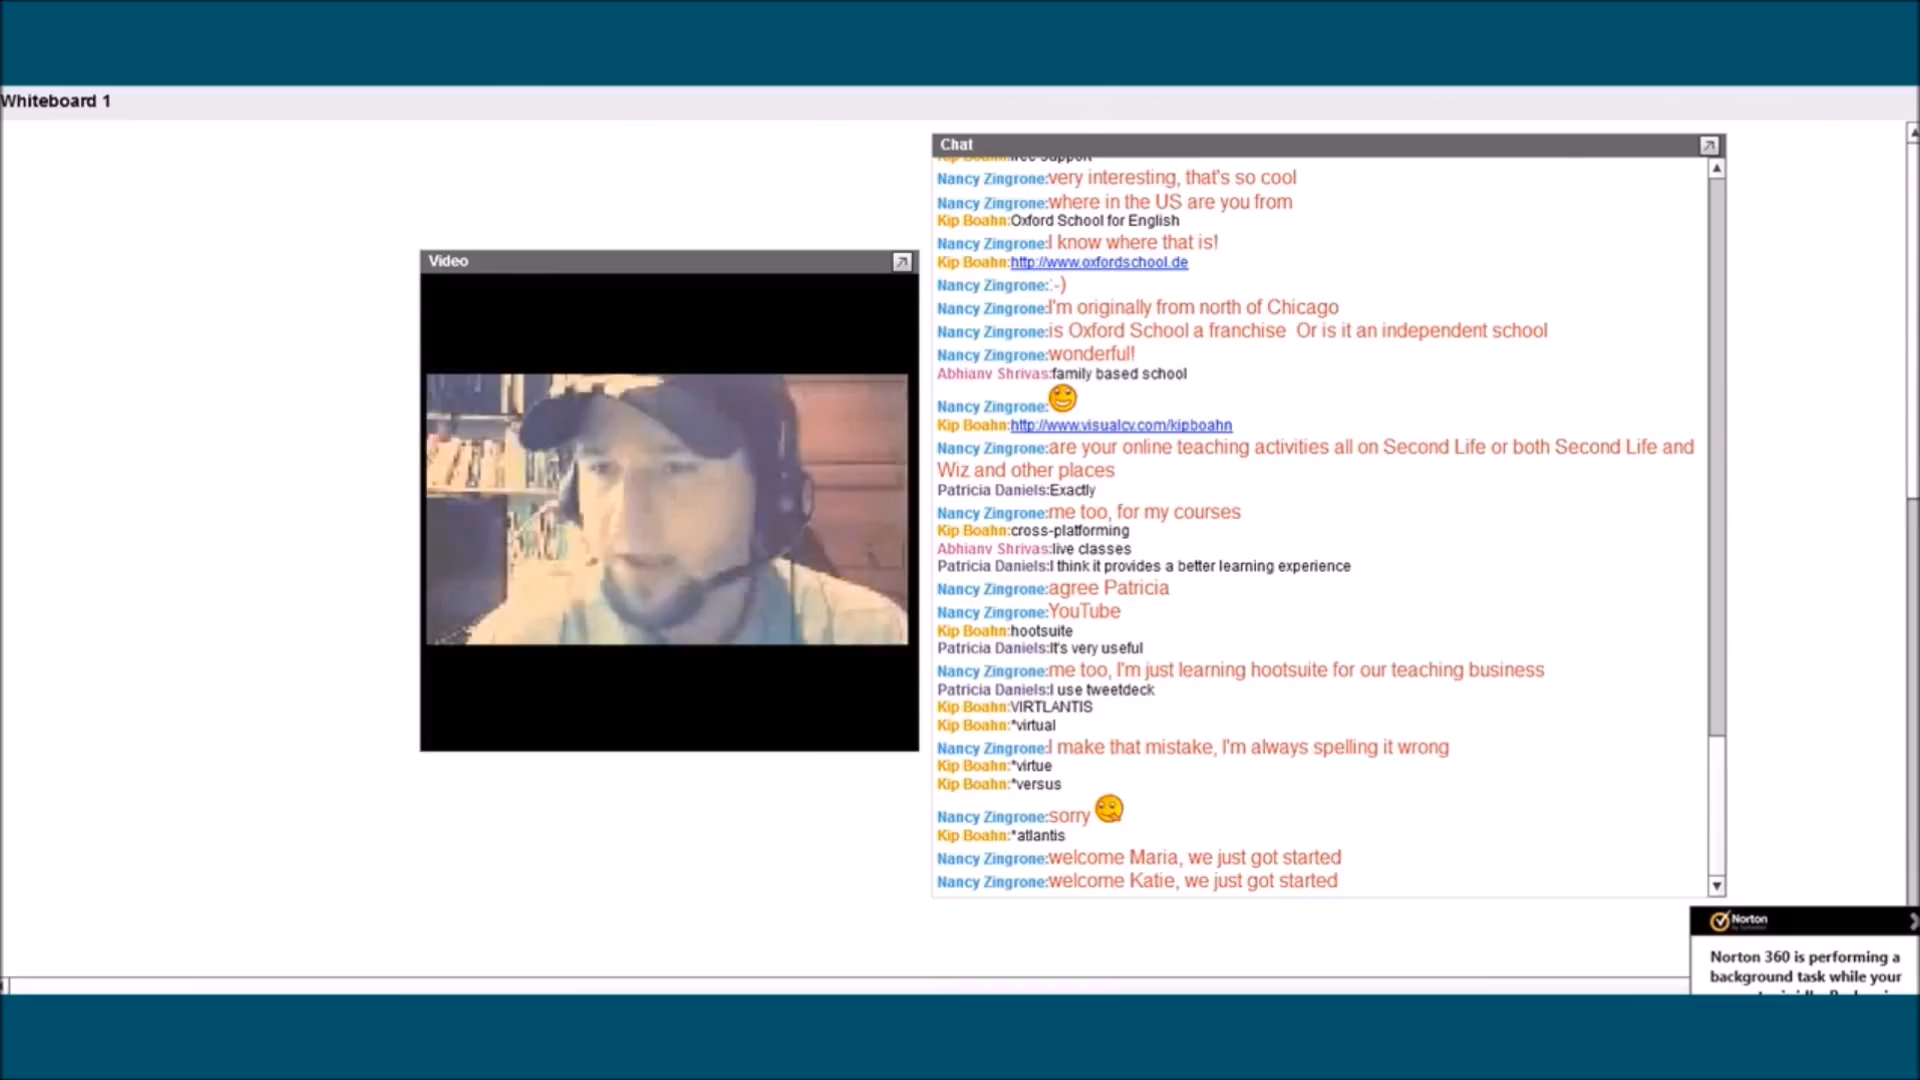 Whiteboard 1
Video
Chat
Kip Boahn:free support
Nancy Zingrone:very interesting, that's so cool
Nancy Zingrone:where in the US are you from
Kip Boahn:Oxford School for English
Nancy Zingrone:I know where that is!
Kip Boahn:http://www.oxfordschool.de
Nancy Zingrone::-)
Nancy Zingrone:I'm originally from north of Chicago
Nancy Zingrone:is Oxford School a franchise  Or is it an independent school
Nancy Zingrone:wonderful!
Abhianv Shrivas:family based school
Nancy Zingrone:
Kip Boahn:http://www.visualcv.com/kipboahn
Nancy Zingrone:are your online teaching activities all on Second Life or both Second Life and
Wiz and other places
Patricia Daniels:Exactly
Nancy Zingrone:me too, for my courses
Kip Boahn:cross-platforming
Abhianv Shrivas:live classes
Patricia Daniels:I think it provides a better learning experience
Nancy Zingrone:agree Patricia
Nancy Zingrone:YouTube
Kip Boahn:hootsuite
Patricia Daniels:It's very useful
Nancy Zingrone:me too, I'm just learning hootsuite for our teaching business
Patricia Daniels:I use tweetdeck
Kip Boahn:VIRTLANTIS
Kip Boahn:*virtual
Nancy Zingrone:I make that mistake, I'm always spelling it wrong
Kip Boahn:*virtue
Kip Boahn:*versus
Nancy Zingrone:sorry
Kip Boahn:*atlantis
Nancy Zingrone:welcome Maria, we just got started
Nancy Zingrone:welcome Katie, we just got started
Norton
Norton 360 is performing a
background task while your